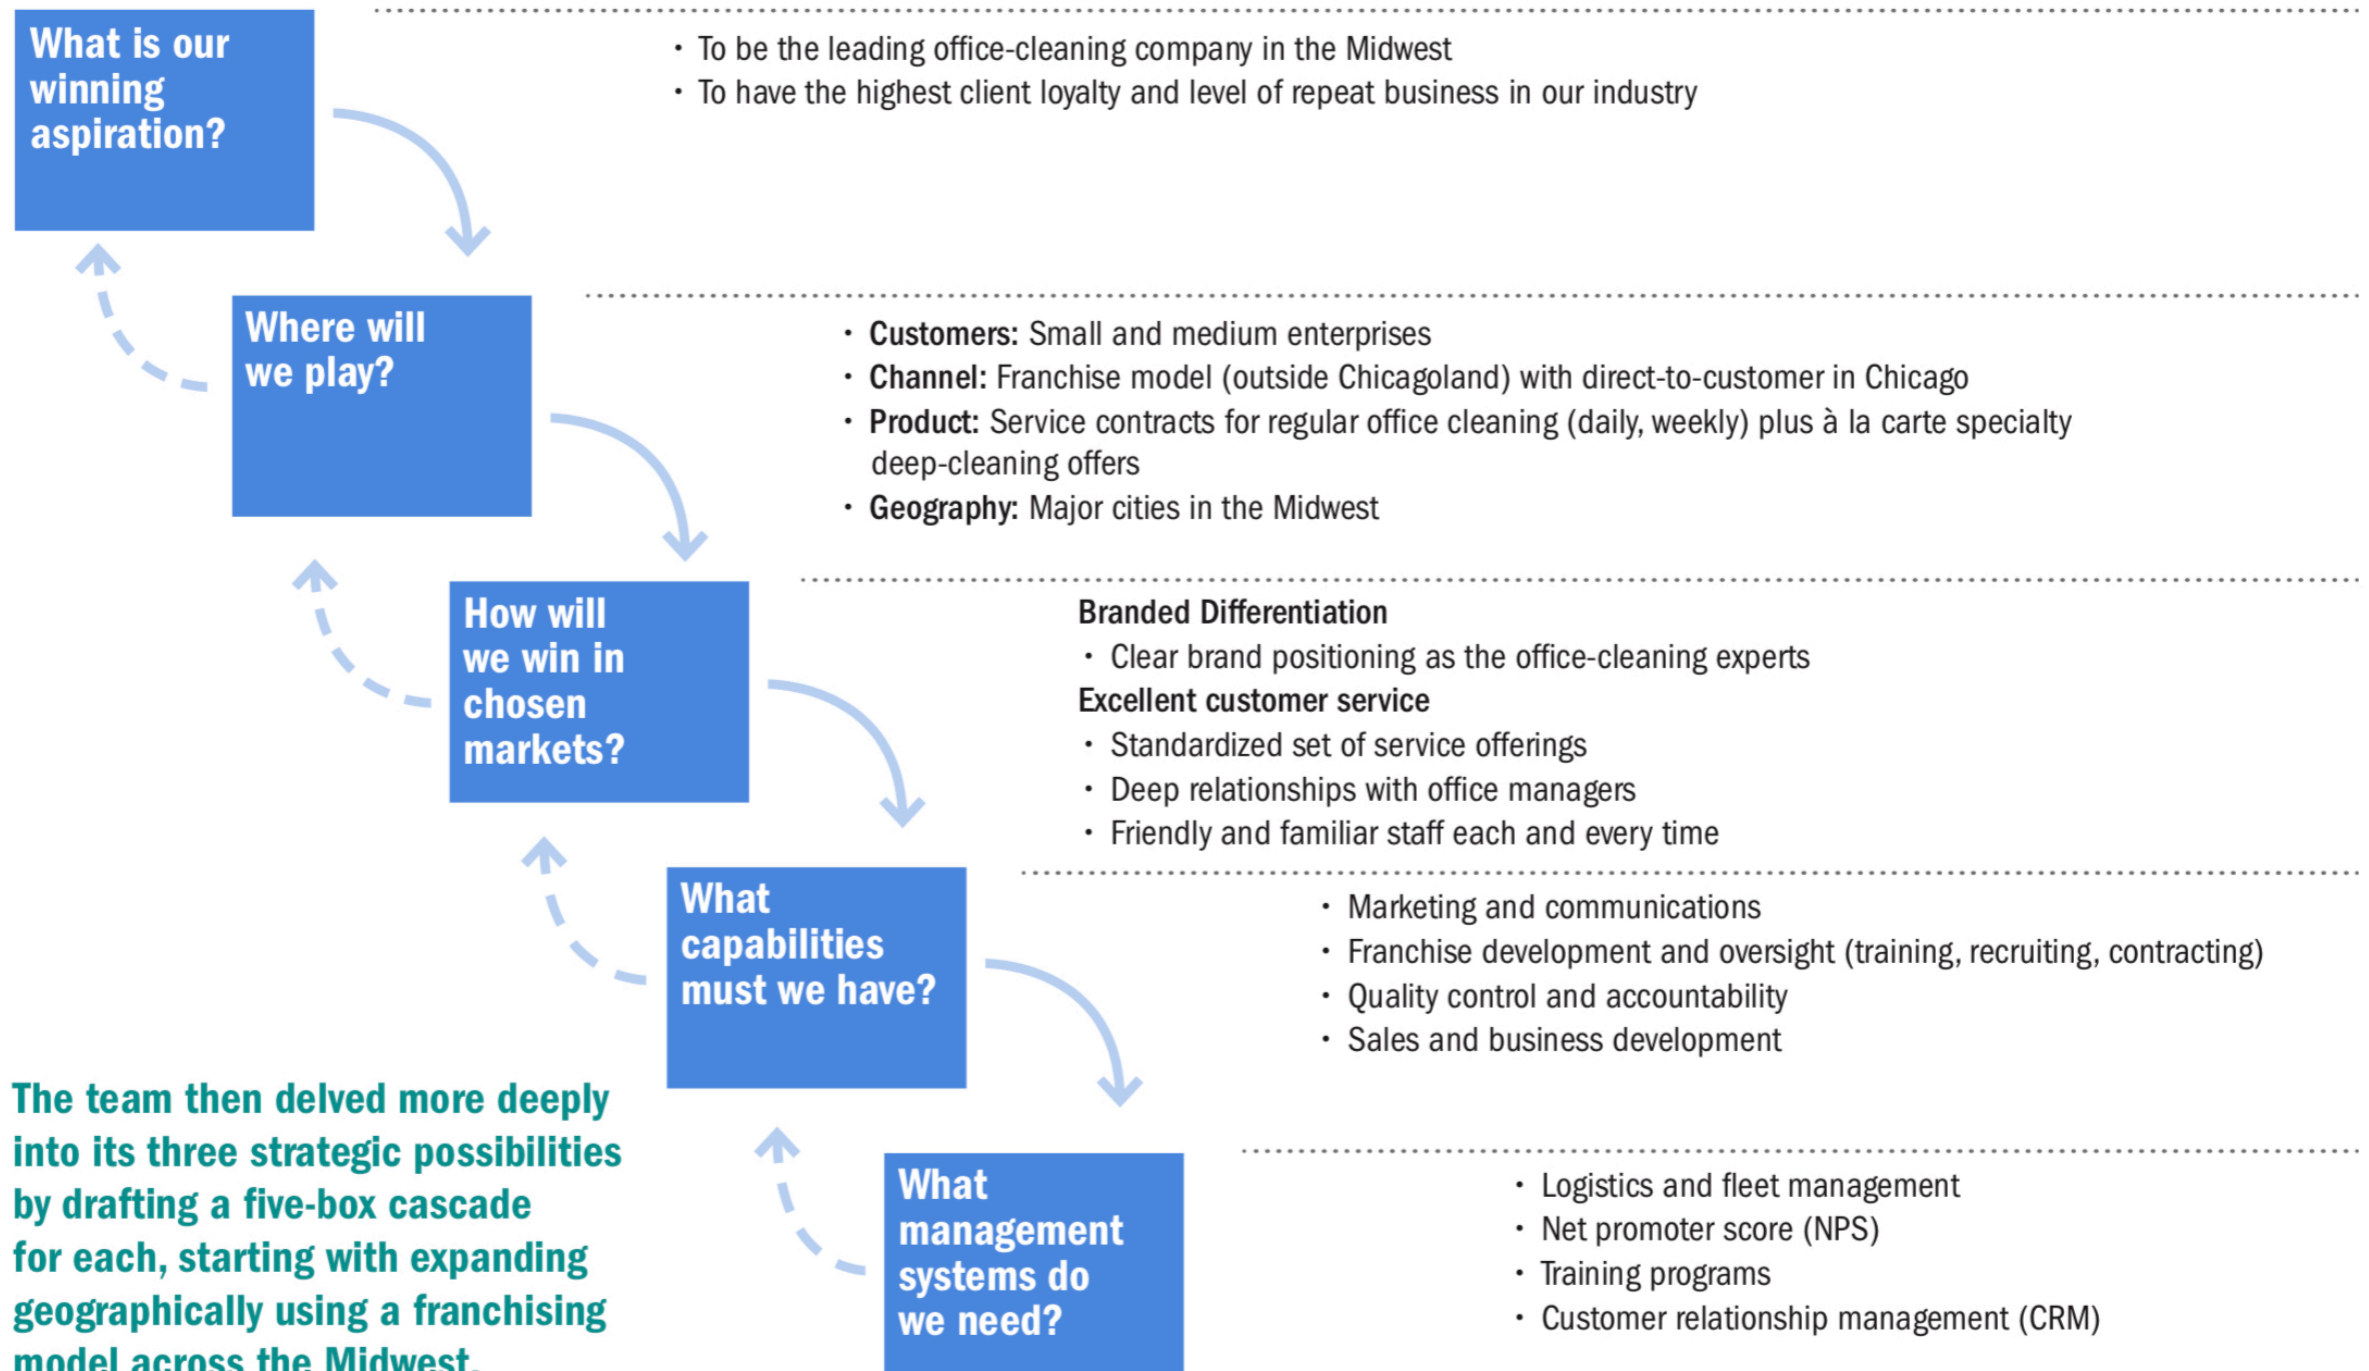 What is our
winning
aspiration?
• To be the leading office-cleaning company in the Midwest
• To have the highest client loyalty and level of repeat business in our industry
Where will
we play?
• Customers: Small and medium enterprises
• Channel: Franchise model (outside Chicagoland) with direct-to-customer in Chicago
• Product: Service contracts for regular office cleaning (daily, weekly) plus à la carte specialty
deep-cleaning offers
• Geography: Major cities in the Midwest
How will
we win in
chosen
markets?
Branded Differentiation
• Clear brand positioning as the office-cleaning experts
Excellent customer service
• Standardized set of service offerings
• Deep relationships with office managers
• Friendly and familiar staff each and every time
What
capabilities
must we have?
• Marketing and communications
• Franchise development and oversight (training, recruiting, contracting)
• Quality control and accountability
• Sales and business development
What
management
systems do
we need?
• Logistics and fleet management
• Net promoter score (NPS)
• Training programs
• Customer relationship management (CRM)
The team then delved more deeply
into its three strategic possibilities
by drafting a five-box cascade
for each, starting with expanding
geographically using a franchising
model across the Midwest.